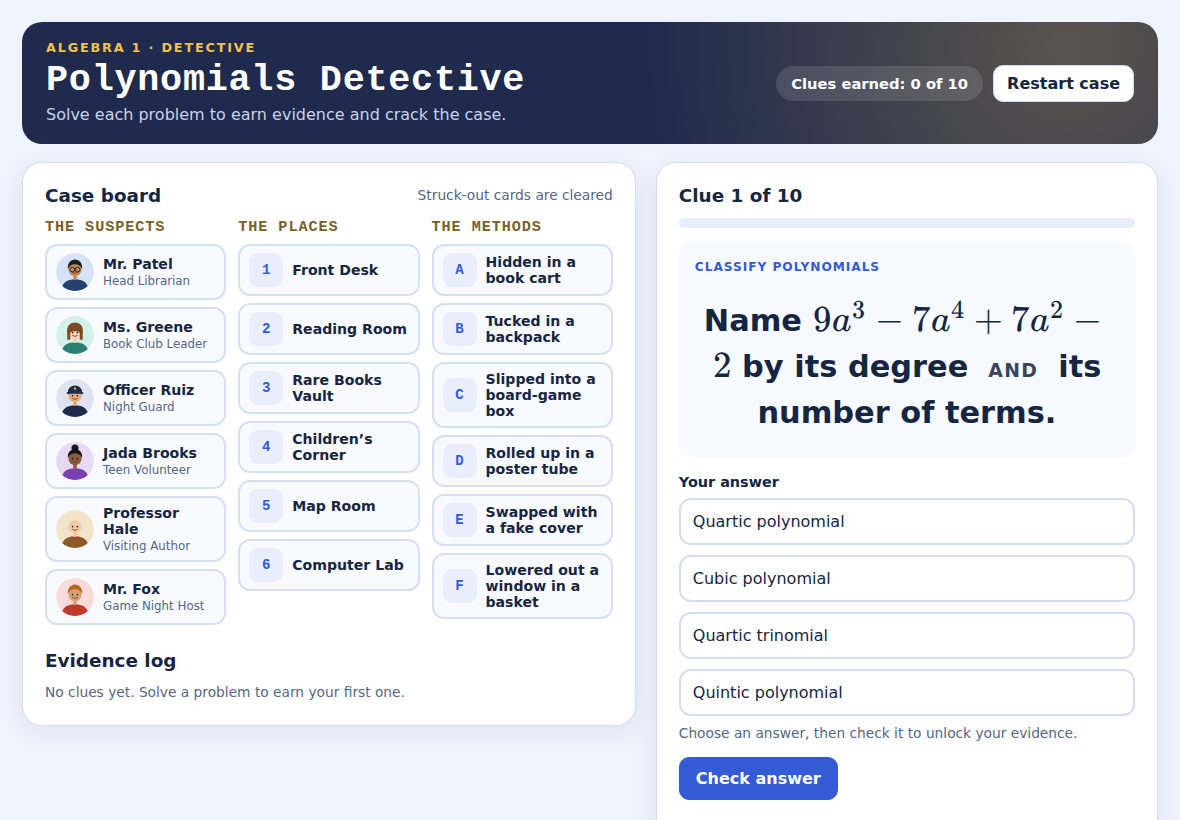 ALGEBRA 1 · DETECTIVE
Polynomials Detective
Solve each problem to earn evidence and crack the case.
Clues earned: 0 of 10
Restart case
Case board
Struck-out cards are cleared
THE SUSPECTS
Mr. Patel
Head Librarian
Ms. Greene
Book Club Leader
Officer Ruiz
Night Guard
Jada Brooks
Teen Volunteer
Professor
Hale
Visiting Author
Mr. Fox
Game Night Host
THE PLACES
1 Front Desk
2 Reading Room
3 Rare Books
Vault
4 Children’s
Corner
5 Map Room
6 Computer Lab
THE METHODS
A Hidden in a
book cart
B Tucked in a
backpack
C Slipped into a
board-game
box
D Rolled up in a
poster tube
E Swapped with
a fake cover
F Lowered out a
window in a
basket
Evidence log
No clues yet. Solve a problem to earn your first one.
Clue 1 of 10
CLASSIFY POLYNOMIALS
Name 9a³ − 7a⁴ + 7a² −
2 by its degree AND its
number of terms.
Your answer
Quartic polynomial
Cubic polynomial
Quartic trinomial
Quintic polynomial
Choose an answer, then check it to unlock your evidence.
Check answer